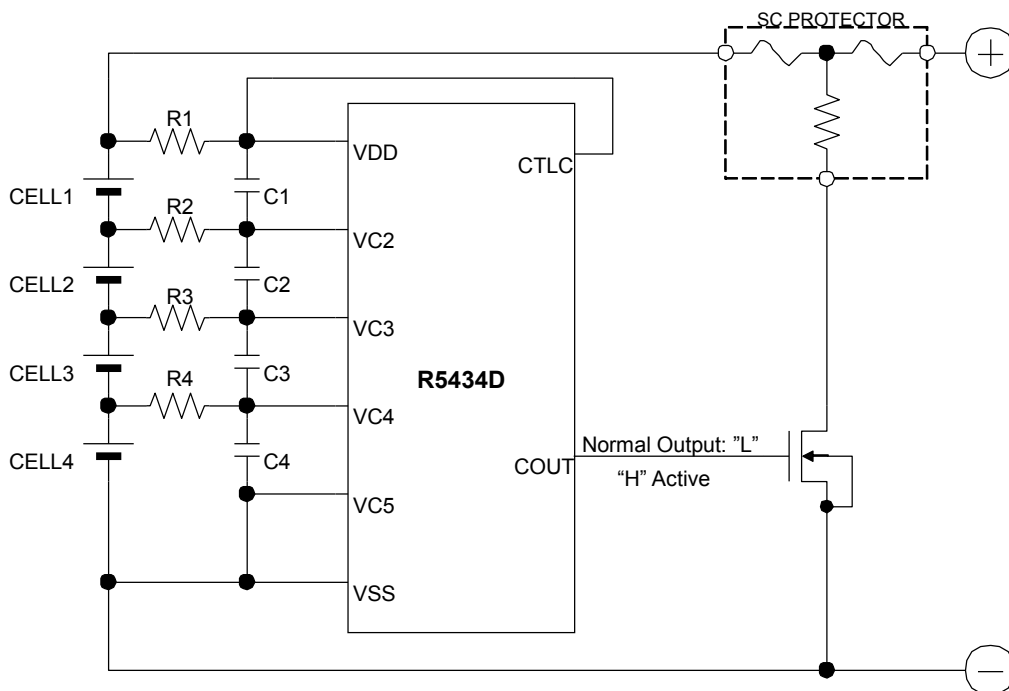 SC PROTECTOR
+
R1
VDD
CTLC
CELL1
C1
R2
VC2
CELL2
C2
R3
VC3
CELL3
C3
R5434D
R4
VC4
CELL4
C4
Normal Output: ”L”
COUT
“H” Active
VC5
VSS
−